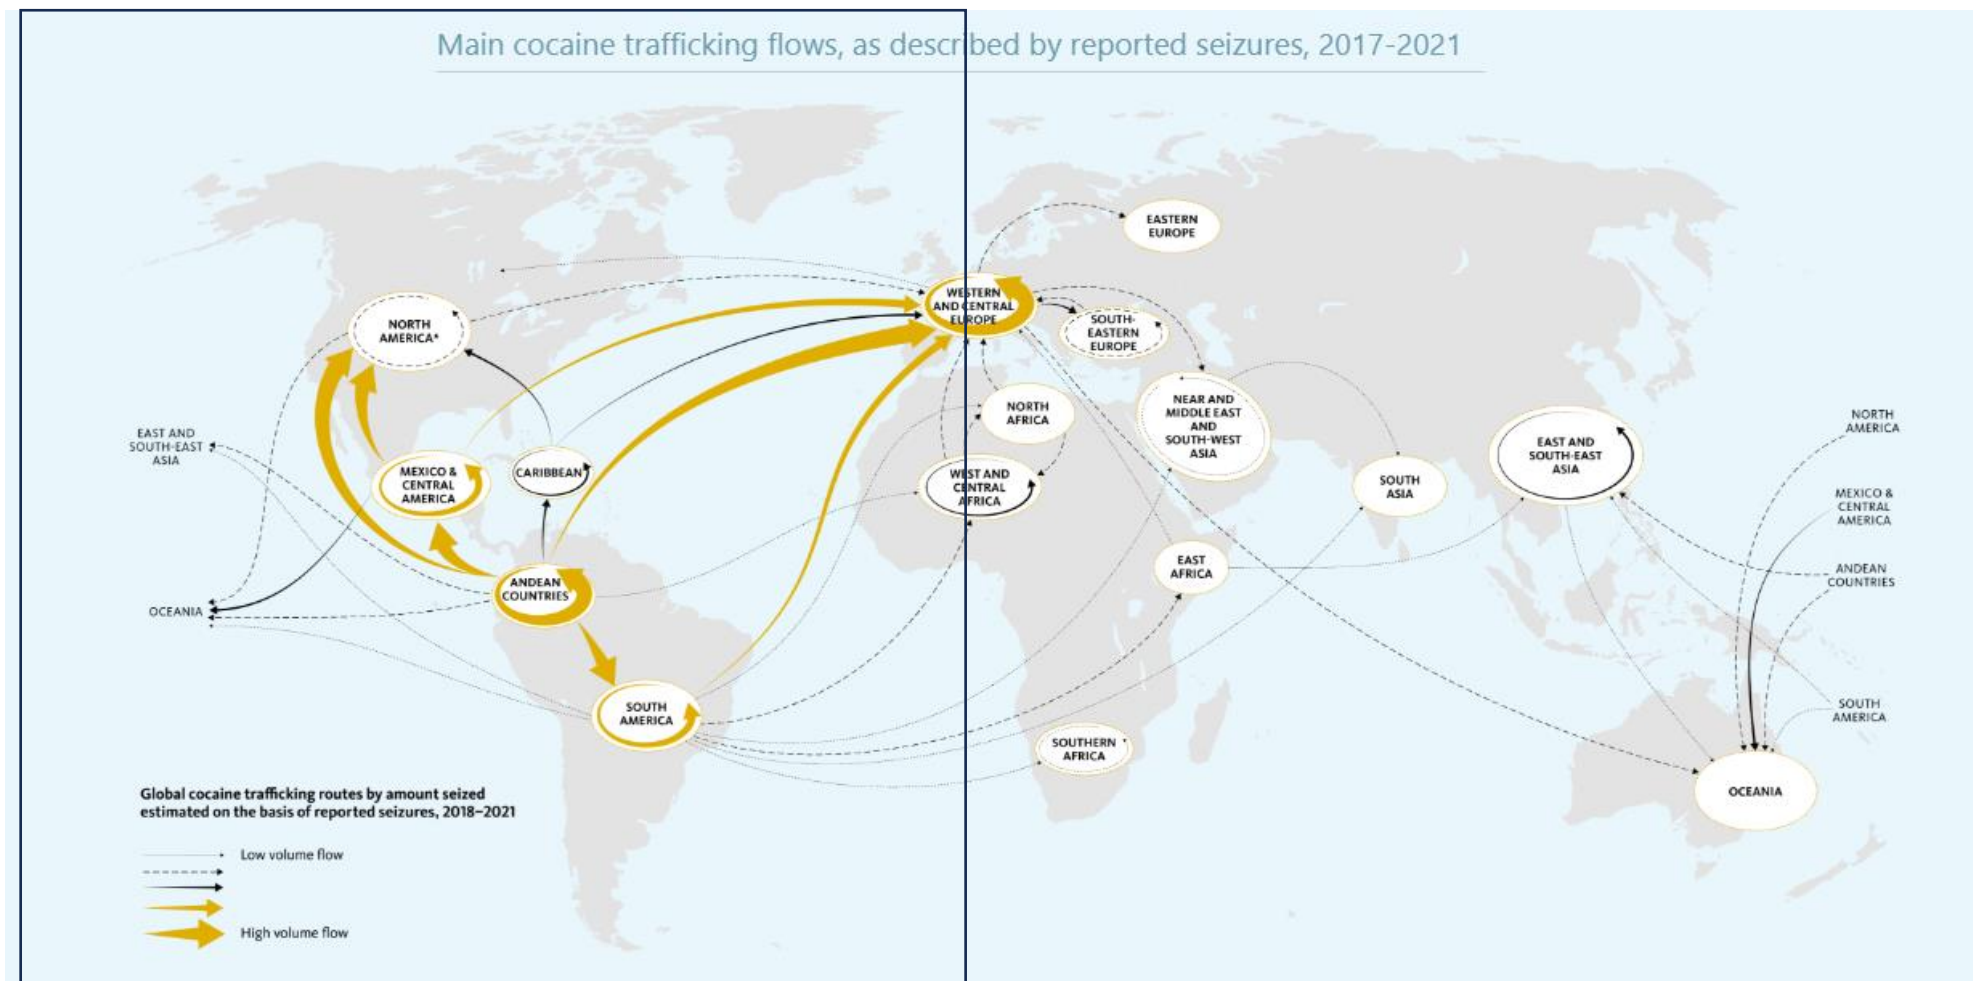 Main cocaine trafficking flows, as described by reported seizures, 2017-2021
EASTERN
EUROPE
WESTERN
AND CENTRAL
EUROPE
SOUTH-
EASTERN
EUROPE
NORTH
AMERICA*
NORTH
AFRICA
NEAR AND
MIDDLE EAST
AND
SOUTH-WEST
ASIA
EAST AND
SOUTH-EAST
ASIA
NORTH
AMERICA
EAST AND
SOUTH-EAST
ASIA
MEXICO &
CENTRAL
AMERICA
CARIBBEAN
WEST AND
CENTRAL
AFRICA
SOUTH
ASIA
MEXICO &
CENTRAL
AMERICA
ANDEAN
COUNTRIES
EAST
AFRICA
ANDEAN
COUNTRIES
OCEANIA
SOUTH
AMERICA
SOUTHERN
AFRICA
SOUTH
AMERICA
OCEANIA
Global cocaine trafficking routes by amount seized
estimated on the basis of reported seizures, 2018–2021
Low volume flow
High volume flow